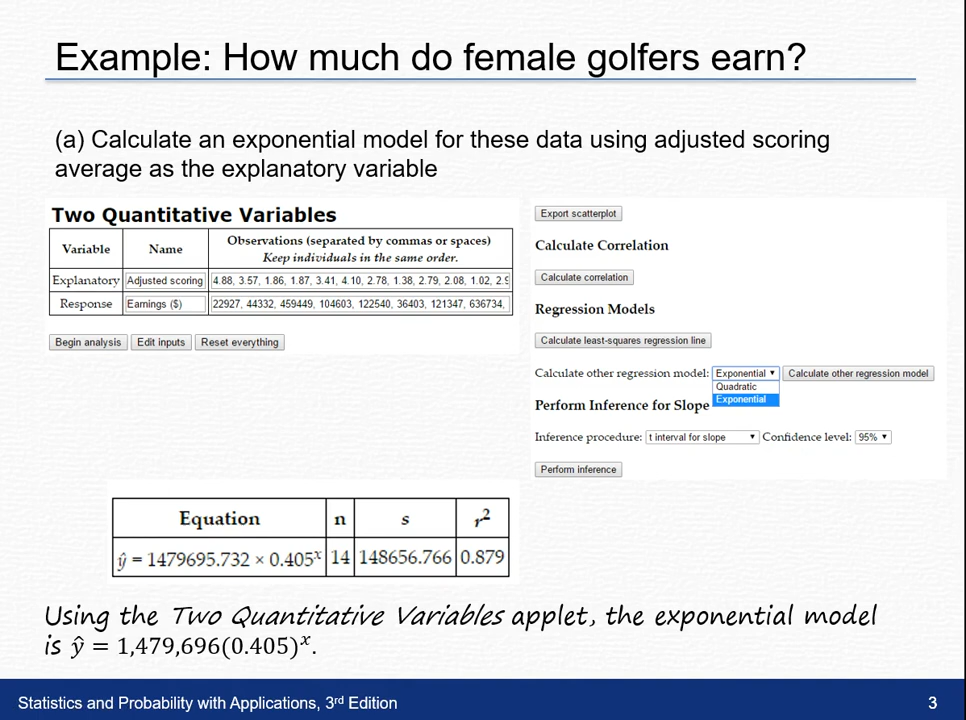 Example: How much do female golfers earn?
(a) Calculate an exponential model for these data using adjusted scoring
average as the explanatory variable
Two Quantitative Variables
Variable Name Observations (separated by commas or spaces)
Keep individuals in the same order.
Explanatory Adjusted scoring 4.88, 3.57, 1.86, 1.87, 3.41, 4.10, 2.78, 1.38, 2.79, 2.08, 1.02, 2.9
Response Earnings ($) 22927, 44332, 459449, 104603, 122540, 36403, 121347, 636734,
Begin analysis Edit inputs Reset everything
Export scatterplot
Calculate Correlation
Calculate correlation
Regression Models
Calculate least-squares regression line
Calculate other regression model: Exponential ▼ Calculate other regression model
Quadratic
Exponential
Perform Inference for Slope
Inference procedure: t interval for slope ▼ Confidence level: 95% ▼
Perform inference
Equation n s r²
ŷ = 1479695.732 × 0.405ˣ 14 148656.766 0.879
Using the Two Quantitative Variables applet, the exponential model
is ŷ = 1,479,696(0.405)ˣ.
Statistics and Probability with Applications, 3rd Edition 3